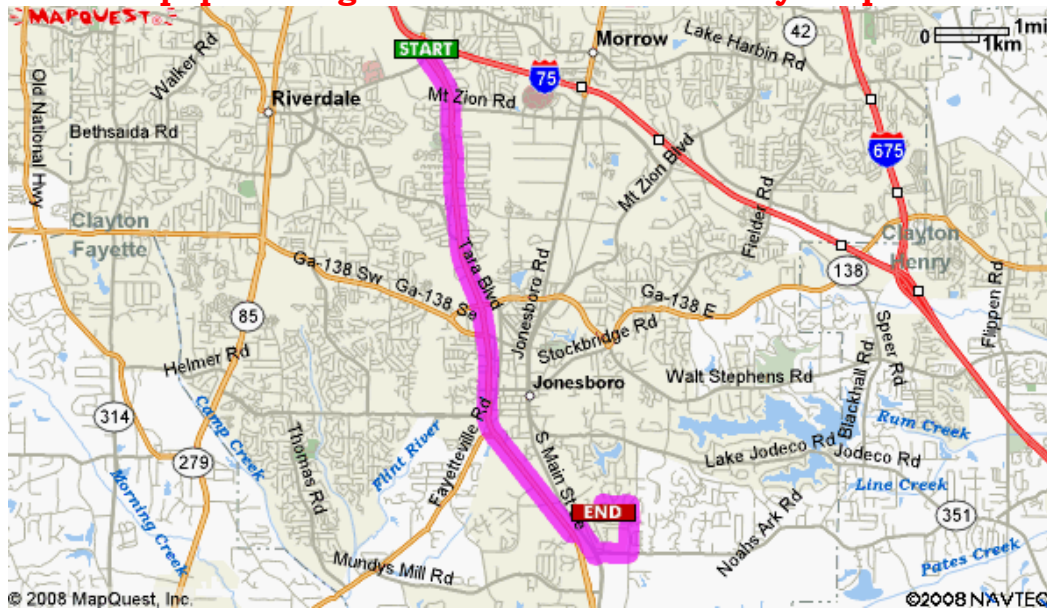 MAPQUEST
START
Morrow
Lake Harbin Rd
42
0 1mi
1km
Old National Hwy
Walker Rd
Riverdale
Mt Zion Rd
75
Bethsaida Rd
Mt Zion Blvd
675
Clayton
Fayette
Fielder Rd
Clayton
Henry
Tara Blvd
Ga-138 Sw
Ga-138 Se
Jonesboro Rd
Ga-138 E
138
Flippen Rd
85
Stockbridge Rd
Speer Rd
Helmer Rd
Jonesboro
Walt Stephens Rd
Blackhall Rd
314
Camp Creek
Thomas Rd
Flint River
Fayetteville Rd
S Main St
Rum Creek
Lake Jodeco Rd
Jodeco Rd
279
Morning Creek
Line Creek
END
351
Noahs Ark Rd
Mundys Mill Rd
Pates Creek
© 2008 MapQuest, Inc.
©2008 NAVTEQ